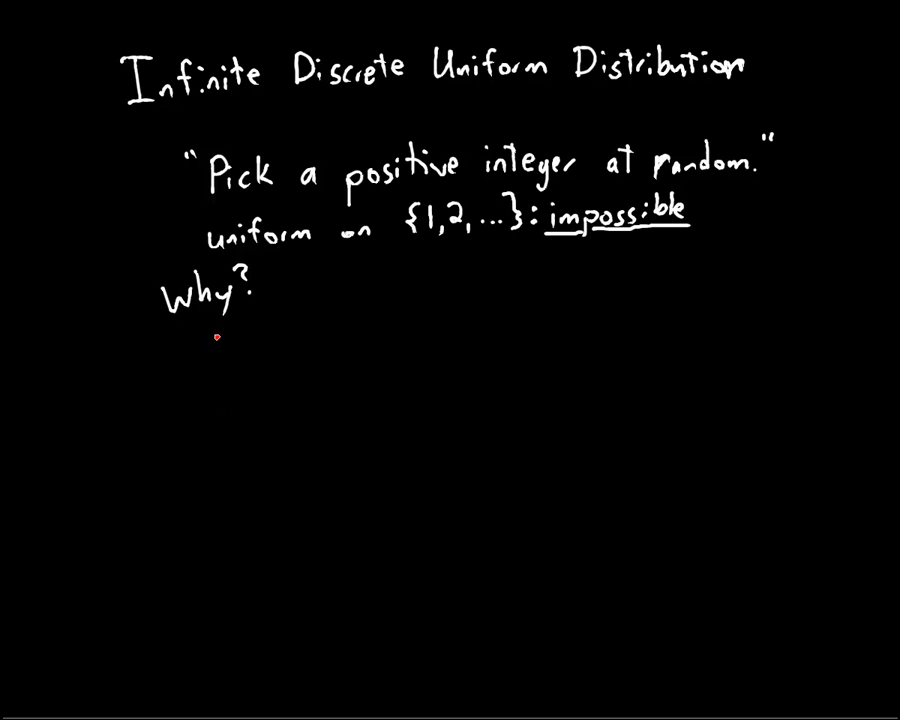 Infinite Discrete Uniform Distribution
"Pick a positive integer at random."
uniform on {1,2,...}: impossible
Why?